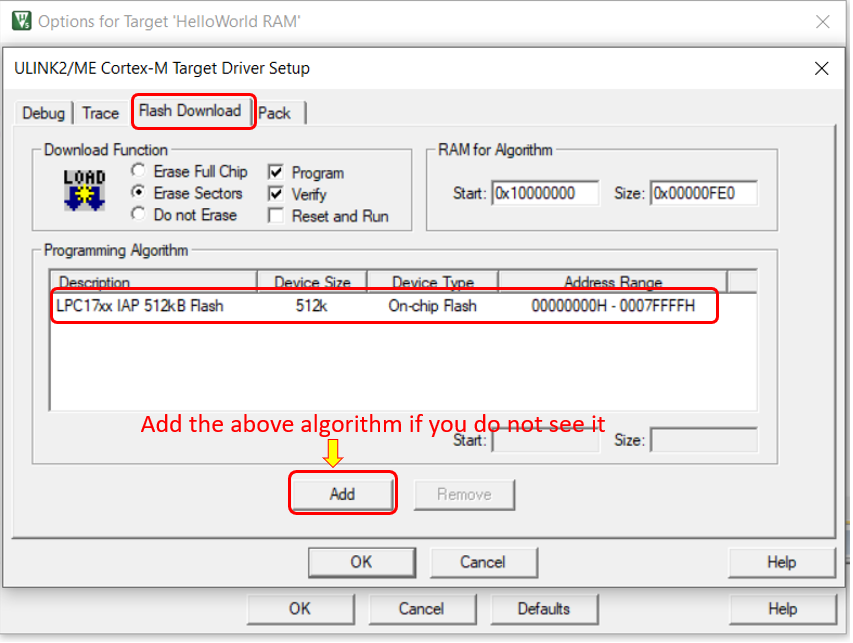 Options for Target 'HelloWorld RAM'
ULINK2/ME Cortex-M Target Driver Setup
Debug Trace Flash Download Pack
Download Function
LOAD
Erase Full Chip
Erase Sectors
Do not Erase
Program
Verify
Reset and Run
RAM for Algorithm
Start: 0x10000000 Size: 0x00000FE0
Programming Algorithm
Description Device Size Device Type Address Range
LPC17xx IAP 512kB Flash 512k On-chip Flash 00000000H - 0007FFFFH
Add the above algorithm if you do not see it
Start: Size:
Add Remove
OK Cancel Help
OK Cancel Defaults Help